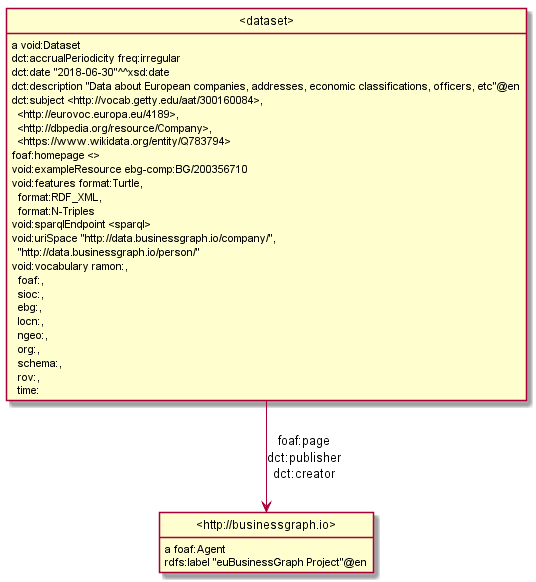 <dataset>
a void:Dataset
dct:accrualPeriodicity freq:irregular
dct:date "2018-06-30"^^xsd:date
dct:description "Data about European companies, addresses, economic classifications, officers, etc"@en
dct:subject <http://vocab.getty.edu/aat/300160084>,
<http://eurovoc.europa.eu/4189>,
<http://dbpedia.org/resource/Company>,
<https://www.wikidata.org/entity/Q783794>
foaf:homepage <>
void:exampleResource ebg-comp:BG/200356710
void:features format:Turtle,
format:RDF_XML,
format:N-Triples
void:sparqlEndpoint <sparql>
void:uriSpace "http://data.businessgraph.io/company/",
"http://data.businessgraph.io/person/"
void:vocabulary ramon:,
foaf:,
sioc:,
ebg:,
locn:,
ngeo:,
org:,
schema:,
rov:,
time:
foaf:page
dct:publisher
dct:creator
<http://businessgraph.io>
a foaf:Agent
rdfs:label "euBusinessGraph Project"@en